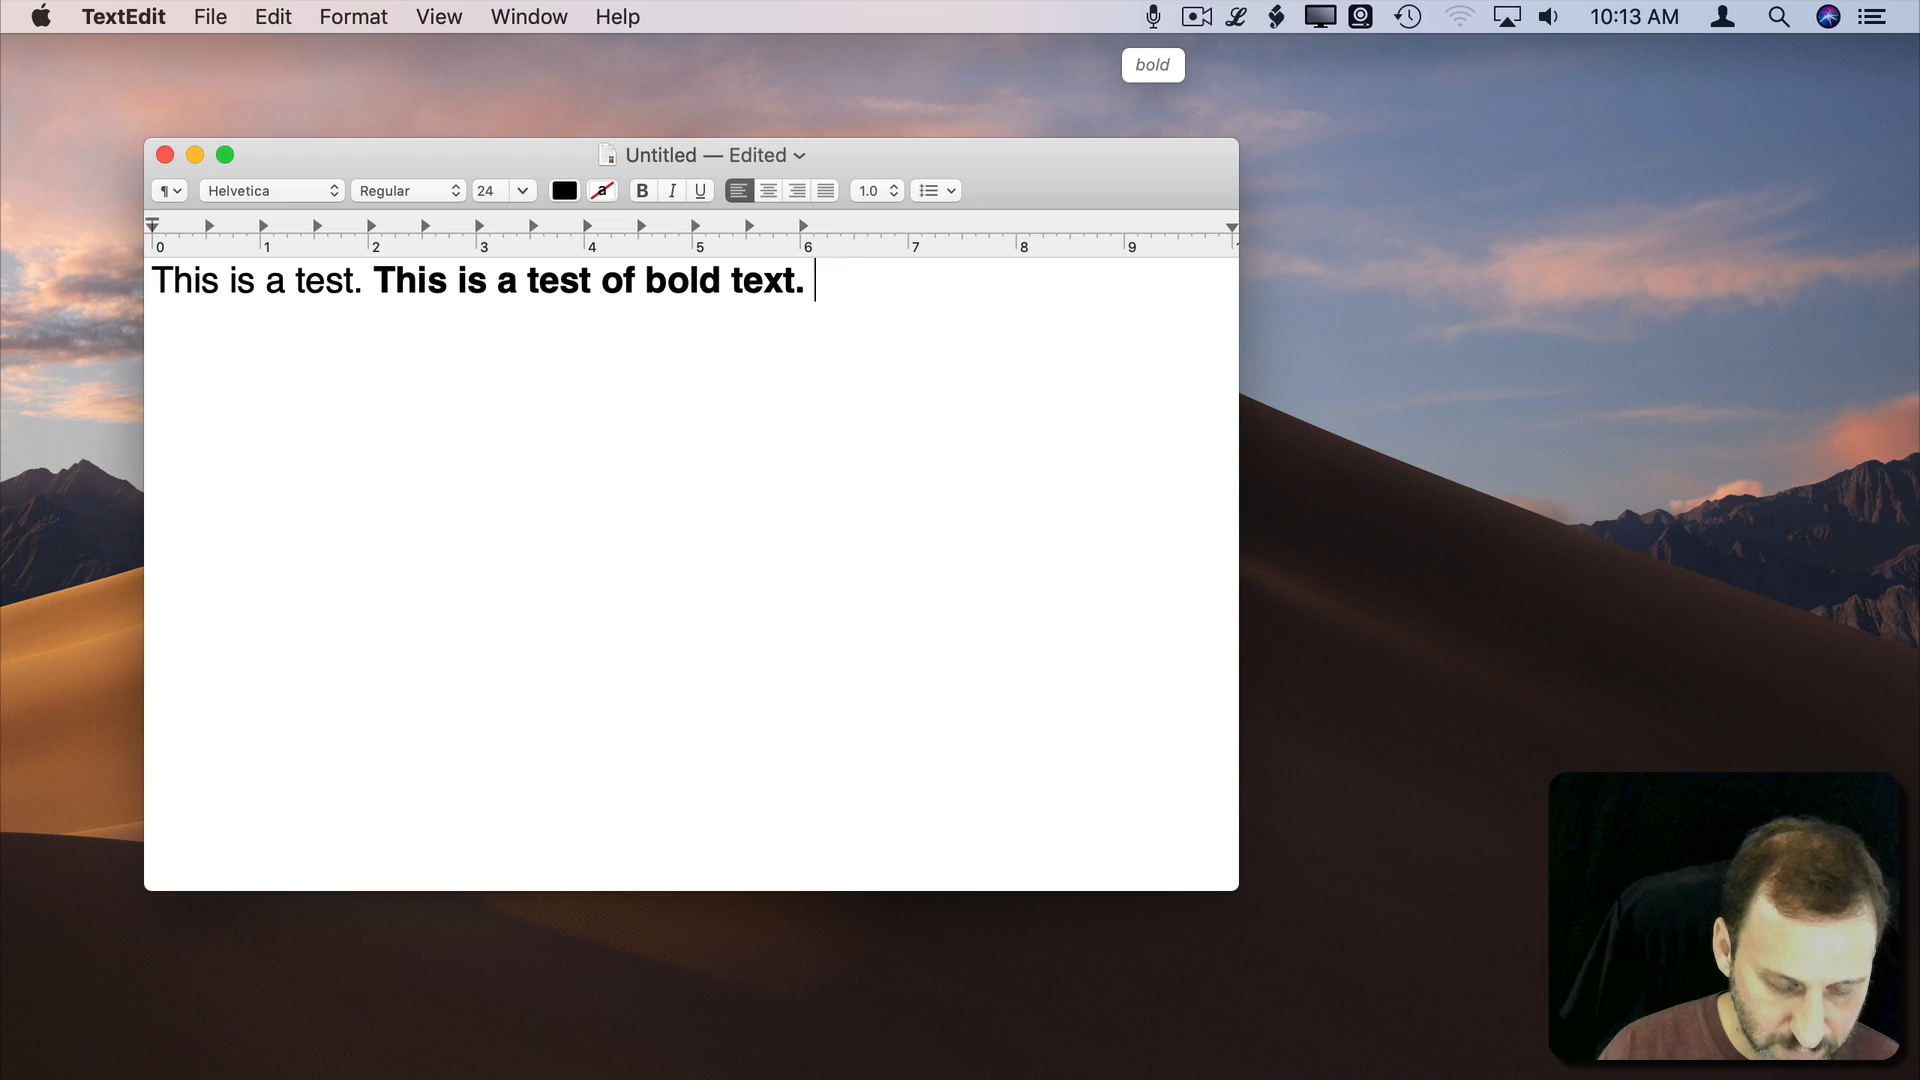 TextEdit File Edit Format View Window Help 10:13 AM
bold
Untitled — Edited
¶ Helvetica Regular 24 a B I U 1.0
0 1 2 3 4 5 6 7 8 9
This is a test. This is a test of bold text.